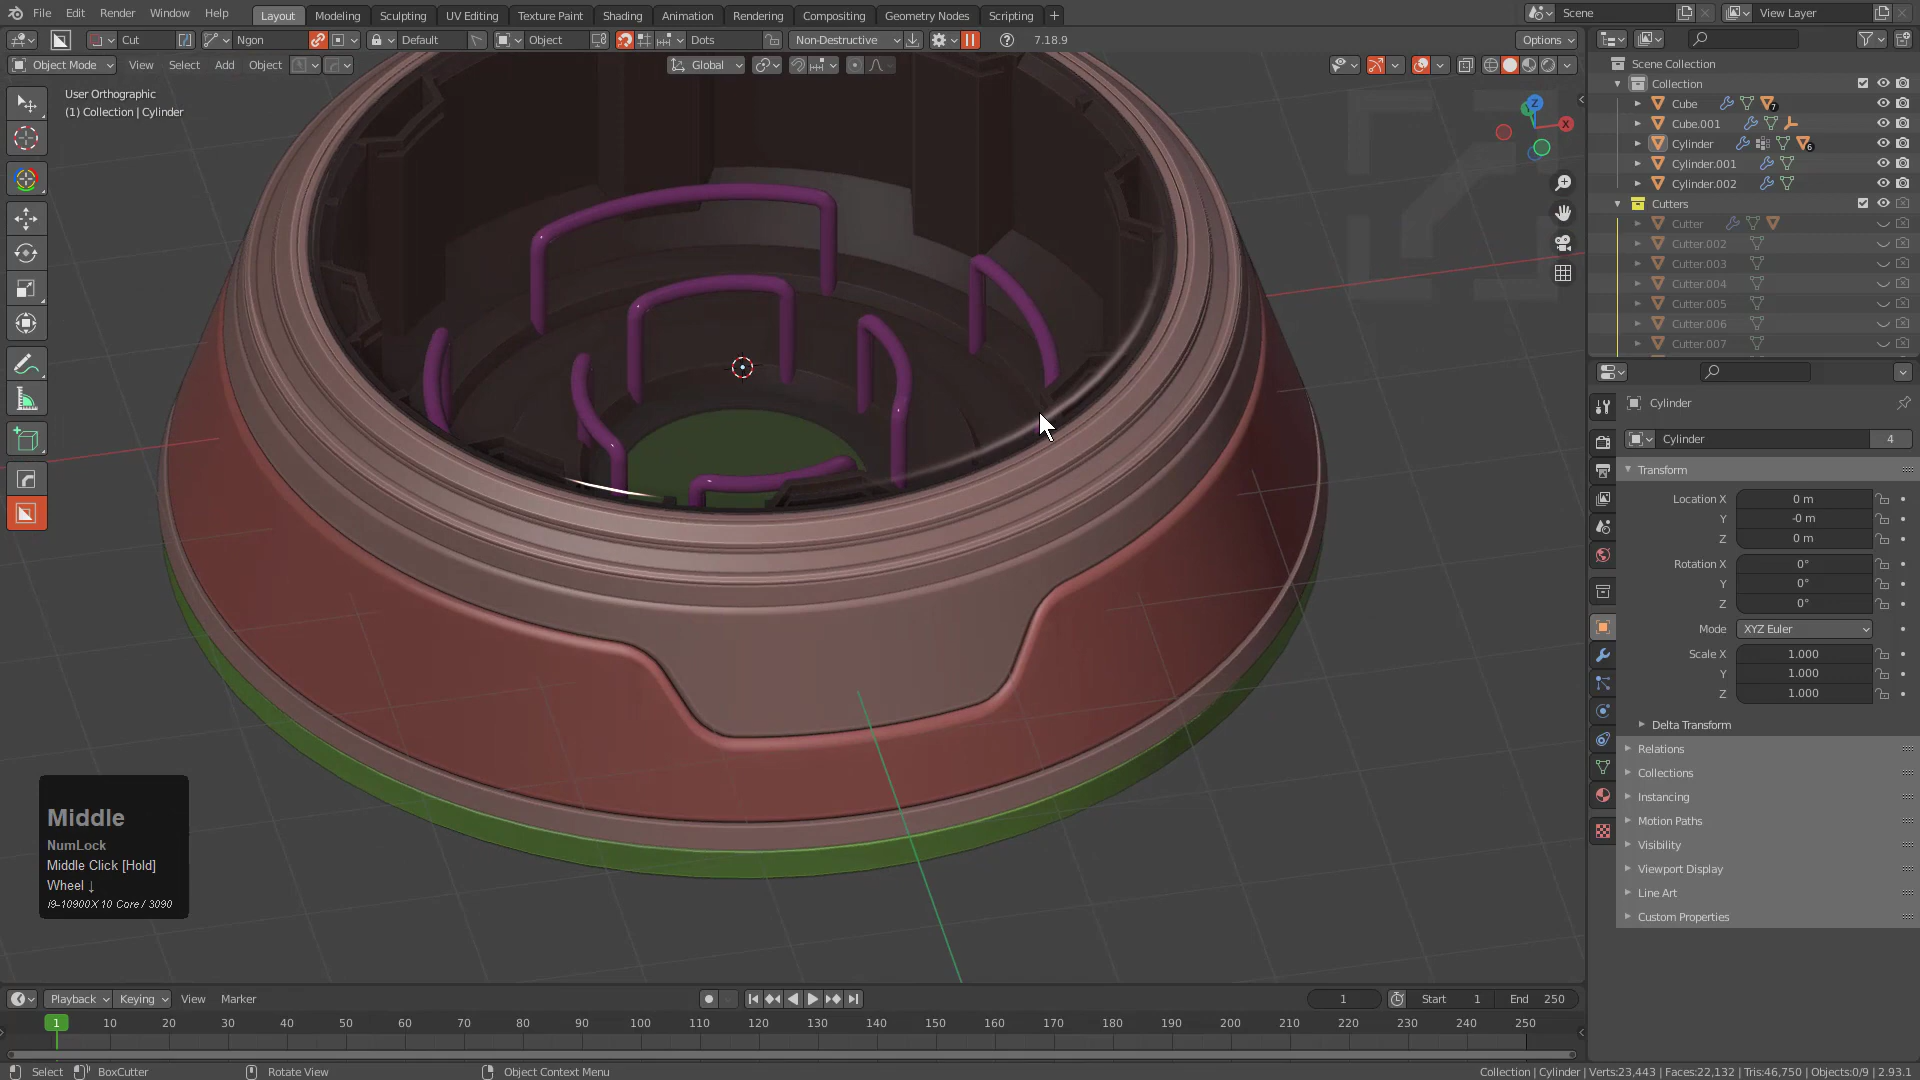 File Edit Render Window Help Layout Modeling Sculpting UV Editing Texture Paint Shading Animation Rendering Compositing Geometry Nodes Scripting + Scene View Layer
Cut Ngon Default Object Dots Non-Destructive 7.18.9 Options
Object Mode View Select Add Object Global
User Orthographic
(1) Collection | Cylinder
Scene Collection
Collection
Cube 7
Cube.001
Cylinder 6
Cylinder.001
Cylinder.002
Cutters
Cutter
Cutter.002
Cutter.003
Cutter.004
Cutter.005
Cutter.006
Cutter.007
Z
X
Cylinder
Cylinder 4
Transform
Location X 0 m
Y -0 m
Z 0 m
Rotation X 0°
Y 0°
Z 0°
Mode XYZ Euler
Scale X 1.000
Y 1.000
Z 1.000
Delta Transform
Relations
Collections
Instancing
Motion Paths
Visibility
Viewport Display
Line Art
Custom Properties
Middle
NumLock
Middle Click [Hold]
Wheel ↓
i9-10900X 10 Core / 3090
Playback Keying View Marker 1 Start 1 End 250
1 10 20 30 40 50 60 70 80 90 100 110 120 130 140 150 160 170 180 190 200 210 220 230 240 250
Select BoxCutter Rotate View Object Context Menu Collection | Cylinder | Verts:23,443 | Faces:22,132 | Tris:46,750 | Objects:0/9 | 2.93.1